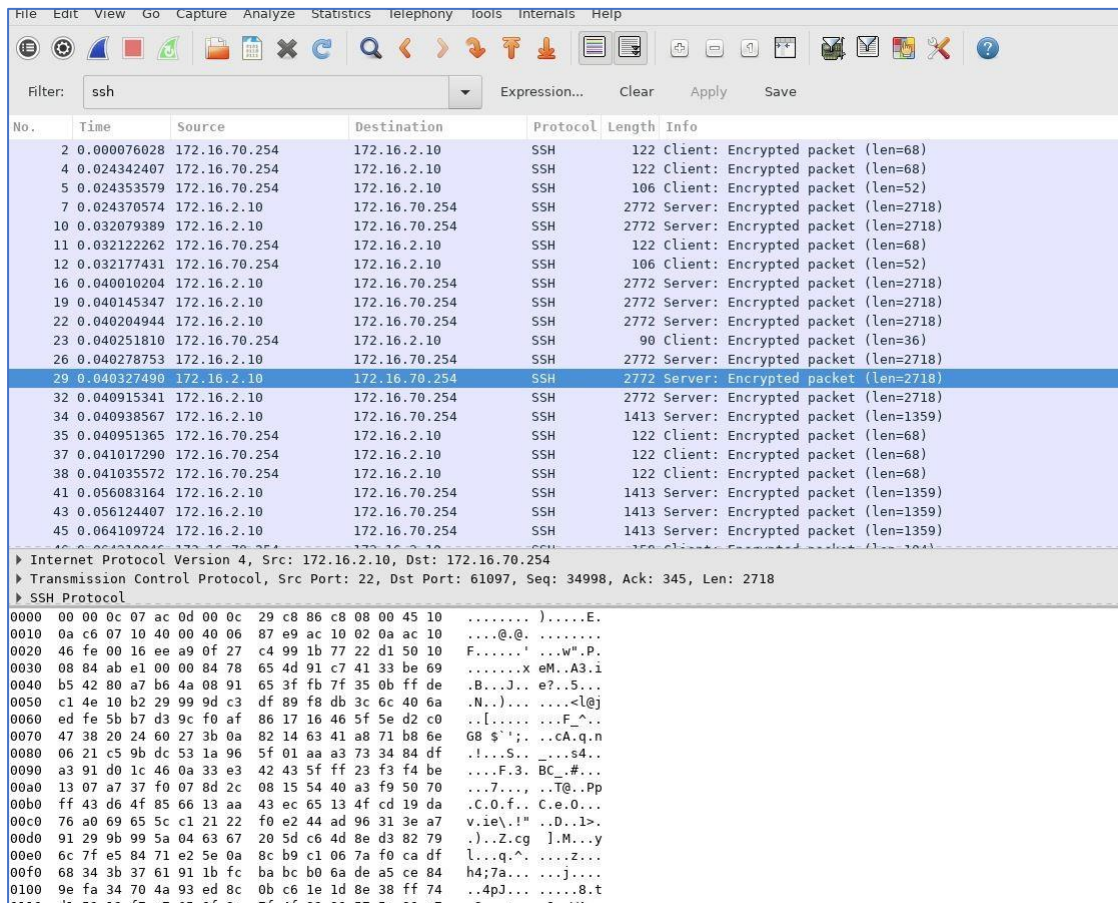 File Edit View Go Capture Analyze Statistics Telephony Tools Internals Help
Filter: ssh Expression... Clear Apply Save
No. Time Source Destination Protocol Length Info
2 0.000076028 172.16.70.254 172.16.2.10 SSH 122 Client: Encrypted packet (len=68)
4 0.024342407 172.16.70.254 172.16.2.10 SSH 122 Client: Encrypted packet (len=68)
5 0.024353579 172.16.70.254 172.16.2.10 SSH 106 Client: Encrypted packet (len=52)
7 0.024370574 172.16.2.10 172.16.70.254 SSH 2772 Server: Encrypted packet (len=2718)
10 0.032079389 172.16.2.10 172.16.70.254 SSH 2772 Server: Encrypted packet (len=2718)
11 0.032122262 172.16.70.254 172.16.2.10 SSH 122 Client: Encrypted packet (len=68)
12 0.032177431 172.16.70.254 172.16.2.10 SSH 106 Client: Encrypted packet (len=52)
16 0.040010204 172.16.2.10 172.16.70.254 SSH 2772 Server: Encrypted packet (len=2718)
19 0.040145347 172.16.2.10 172.16.70.254 SSH 2772 Server: Encrypted packet (len=2718)
22 0.040204944 172.16.2.10 172.16.70.254 SSH 2772 Server: Encrypted packet (len=2718)
23 0.040251810 172.16.70.254 172.16.2.10 SSH 90 Client: Encrypted packet (len=36)
26 0.040278753 172.16.2.10 172.16.70.254 SSH 2772 Server: Encrypted packet (len=2718)
29 0.040327490 172.16.2.10 172.16.70.254 SSH 2772 Server: Encrypted packet (len=2718)
32 0.040915341 172.16.2.10 172.16.70.254 SSH 2772 Server: Encrypted packet (len=2718)
34 0.040938567 172.16.2.10 172.16.70.254 SSH 1413 Server: Encrypted packet (len=1359)
35 0.040951365 172.16.70.254 172.16.2.10 SSH 122 Client: Encrypted packet (len=68)
37 0.041017290 172.16.70.254 172.16.2.10 SSH 122 Client: Encrypted packet (len=68)
38 0.041035572 172.16.70.254 172.16.2.10 SSH 122 Client: Encrypted packet (len=68)
41 0.056083164 172.16.2.10 172.16.70.254 SSH 1413 Server: Encrypted packet (len=1359)
43 0.056124407 172.16.2.10 172.16.70.254 SSH 1413 Server: Encrypted packet (len=1359)
45 0.064109724 172.16.2.10 172.16.70.254 SSH 1413 Server: Encrypted packet (len=1359)
Internet Protocol Version 4, Src: 172.16.2.10, Dst: 172.16.70.254
Transmission Control Protocol, Src Port: 22, Dst Port: 61097, Seq: 34998, Ack: 345, Len: 2718
SSH Protocol
0000 00 00 0c 07 ac 0d 00 0c 29 c8 86 c8 08 00 45 10 ........ ).....E.
0010 0a c6 07 10 40 00 40 06 87 e9 ac 10 02 0a ac 10 ....@.@. ........
0020 46 fe 00 16 ee a9 0f 27 c4 99 1b 77 22 d1 50 10 F......' ...w".P.
0030 08 84 ab e1 00 00 84 78 65 4d 91 c7 41 33 be 69 .......x eM..A3.i
0040 b5 42 80 a7 b6 4a 08 91 65 3f fb 7f 35 0b ff de .B...J.. e?..5...
0050 c1 4e 10 b2 29 99 9d c3 df 89 f8 db 3c 6c 40 6a .N..)... ....<l@j
0060 ed fe 5b b7 d3 9c f0 af 86 17 16 46 5f 5e d2 c0 ..[..... ...F_^..
0070 47 38 20 24 60 27 3b 0a 82 14 63 41 a8 71 b8 6e G8 $`';. ..cA.q.n
0080 06 21 c5 9b dc 53 1a 96 5f 01 aa a3 73 34 84 df .!...S.. _...s4..
0090 a3 91 d0 1c 46 0a 33 e3 42 43 5f ff 23 f3 f4 be ....F.3. BC_.#...
00a0 13 07 a7 37 f0 07 8d 2c 08 15 54 40 a3 f9 50 70 ...7..., ..T@..Pp
00b0 ff 43 d6 4f 85 66 13 aa 43 ec 65 13 4f cd 19 da .C.O.f.. C.e.O...
00c0 76 a0 69 65 5c c1 21 22 f0 e2 44 ad 96 31 3e a7 v.ie\.!" ..D..1>.
00d0 91 29 9b 99 5a 04 63 67 20 5d c6 4d 8e d3 82 79 .)..Z.cg ].M...y
00e0 6c 7f e5 84 71 e2 5e 0a 8c b9 c1 06 7a f0 ca df l...q.^. ....z...
00f0 68 34 3b 37 61 91 1b fc ba bc b0 6a de a5 ce 84 h4;7a... ...j....
0100 9e fa 34 70 4a 93 ed 8c 0b c6 1e 1d 8e 38 ff 74 ..4pJ... .....8.t